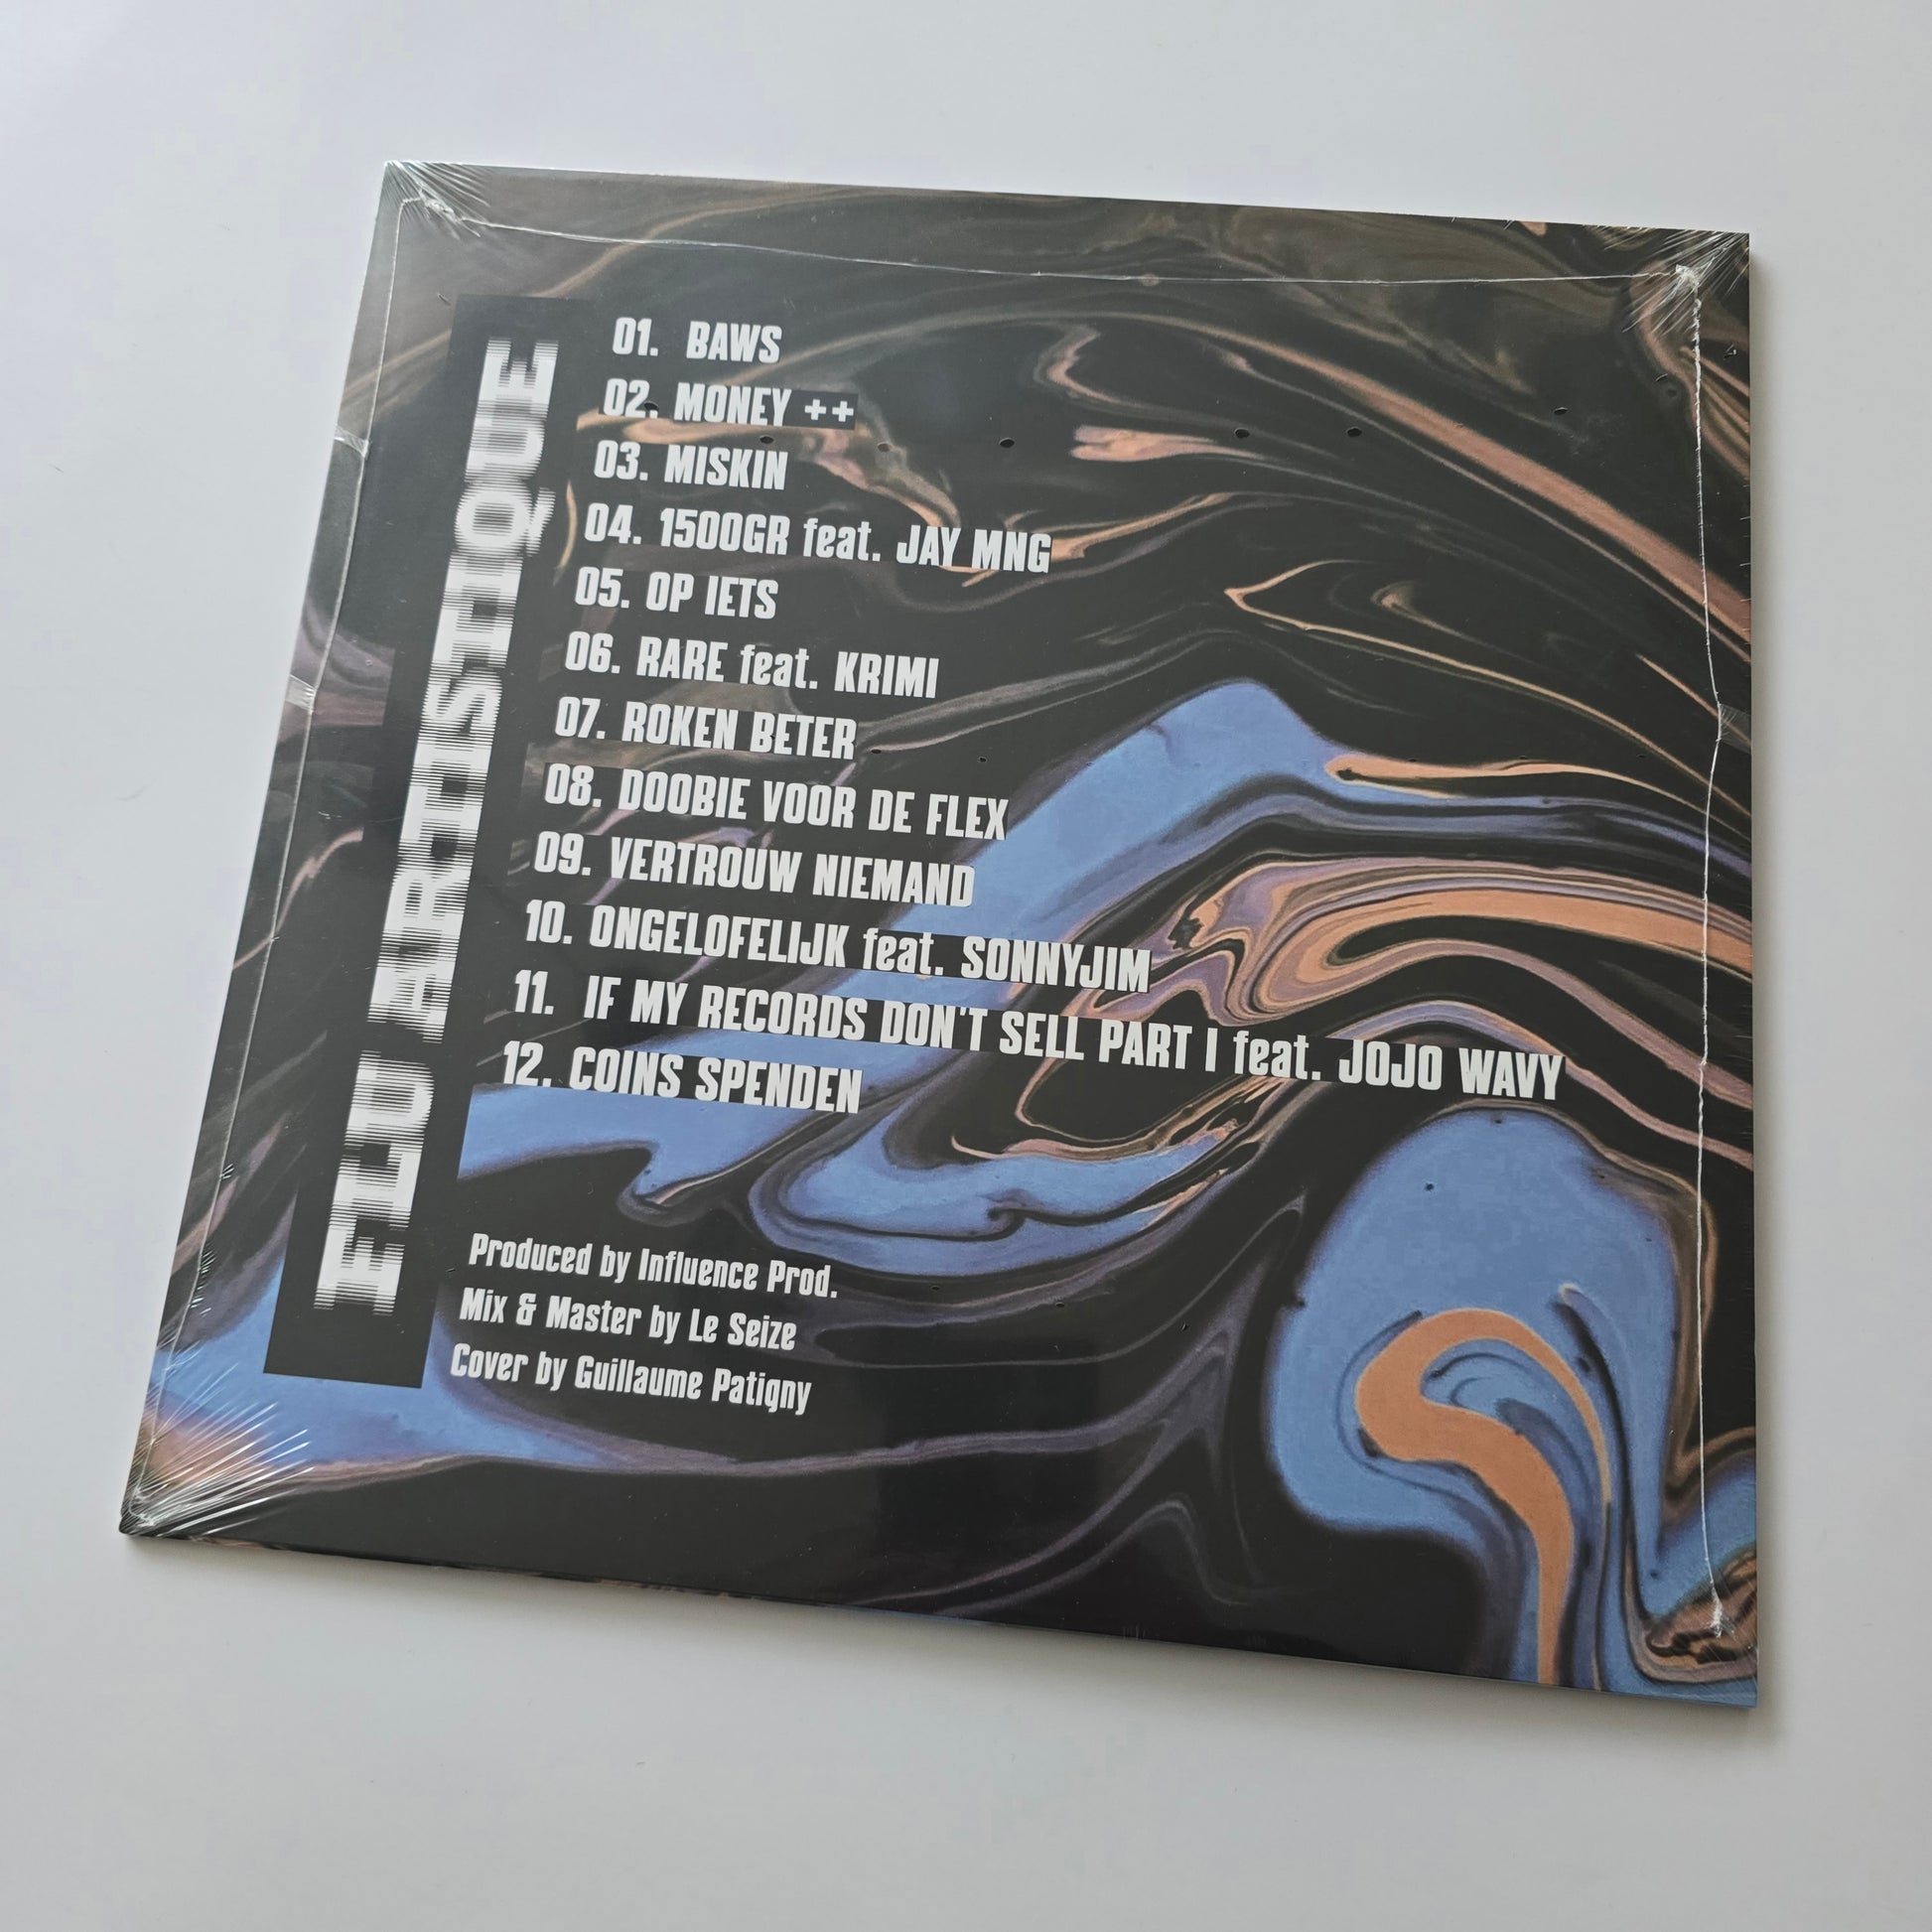 FLU ARTISTIQUE
01. BAWS
02. MONEY ++
03. MISKIN
04. 1500GR feat. JAY MNG
05. OP IETS
06. RARE feat. KRIMI
07. ROKEN BETER
08. DOOBIE VOOR DE FLEX
09. VERTROUW NIEMAND
10. ONGELOFELIJK feat. SONNYJIM
11. IF MY RECORDS DON'T SELL PART I feat. JOJO WAVY
12. COINS SPENDEN
Produced by Influence Prod.
Mix & Master by Le Seize
Cover by Guillaume Patigny